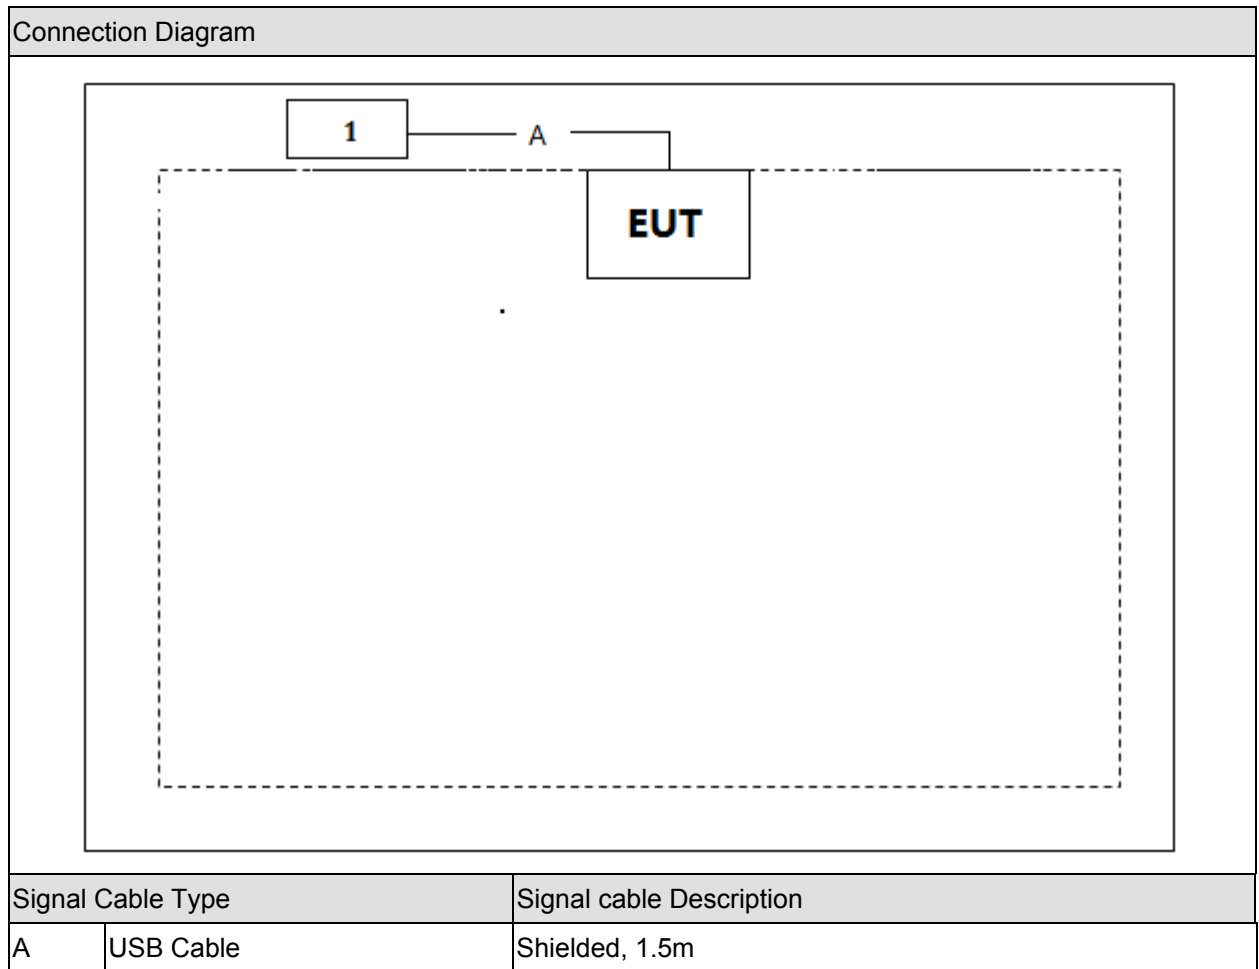 Connection Diagram
1
A
EUT
Signal Cable Type Signal cable Description
A USB Cable Shielded, 1.5m